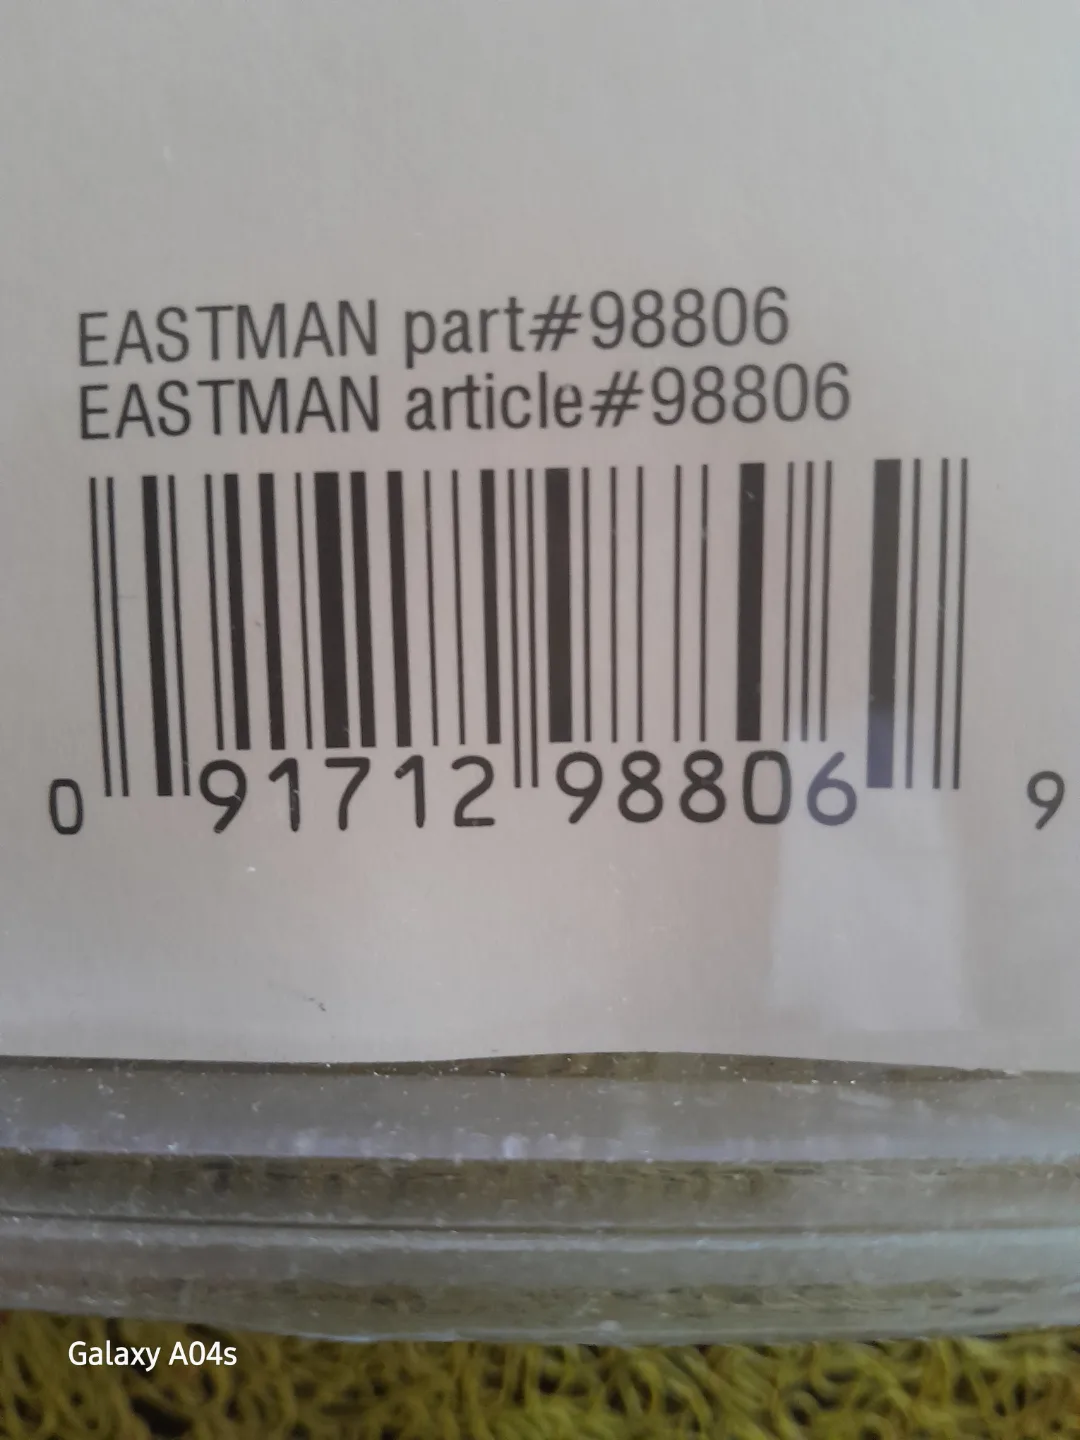 EASTMAN part#98806
EASTMAN article#98806
0 91712 98806 9
Galaxy A04s